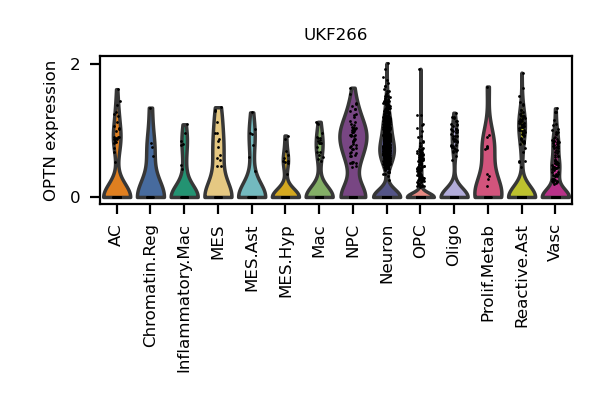 UKF266
OPTN expression
2
0
AC
Chromatin.Reg
Inflammatory.Mac
MES
MES.Ast
MES.Hyp
Mac
NPC
Neuron
OPC
Oligo
Prolif.Metab
Reactive.Ast
Vasc